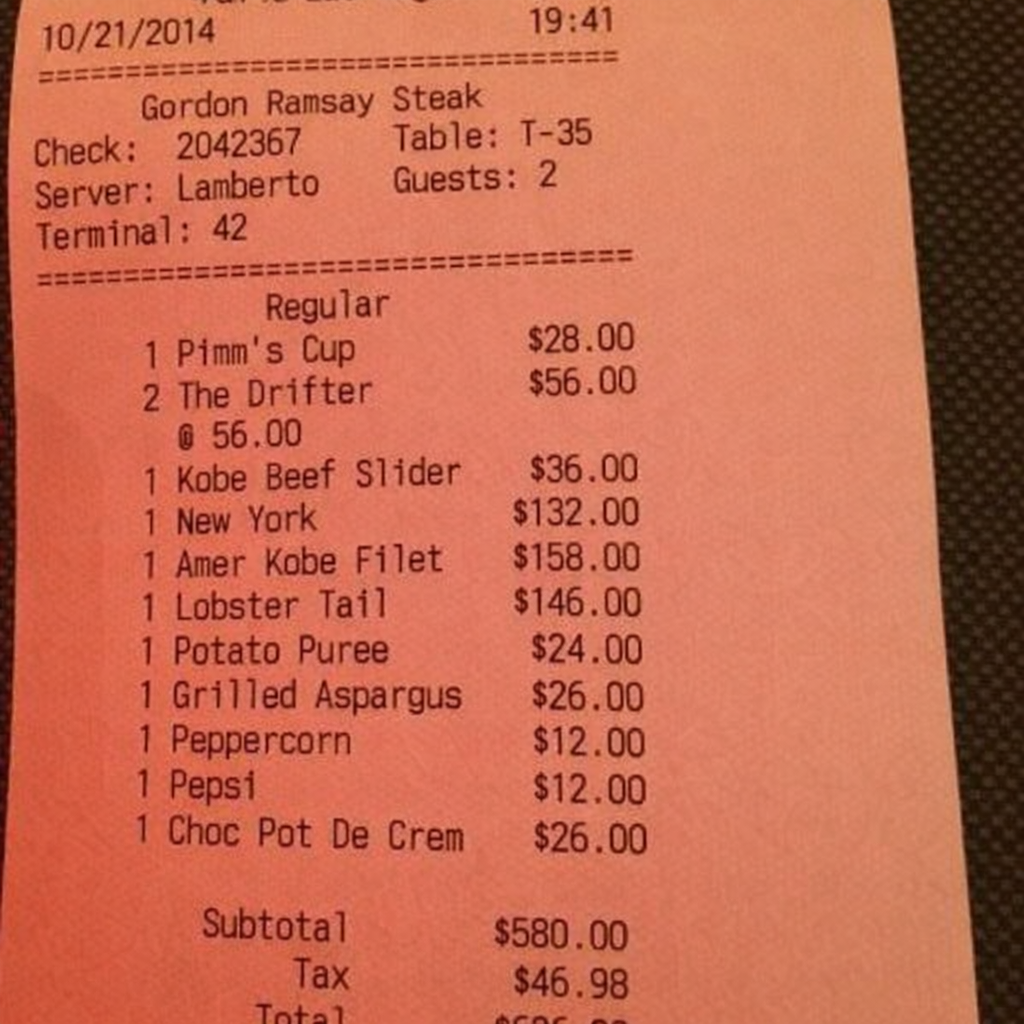 10/21/2014 19:41
================================
Gordon Ramsay Steak
Check: 2042367 Table: T-35
Server: Lamberto Guests: 2
Terminal: 42
================================
Regular
1 Pimm's Cup $28.00
2 The Drifter $56.00
@ 56.00
1 Kobe Beef Slider $36.00
1 New York $132.00
1 Amer Kobe Filet $158.00
1 Lobster Tail $146.00
1 Potato Puree $24.00
1 Grilled Aspargus $26.00
1 Peppercorn $12.00
1 Pepsi $12.00
1 Choc Pot De Crem $26.00
Subtotal $580.00
Tax $46.98
Total